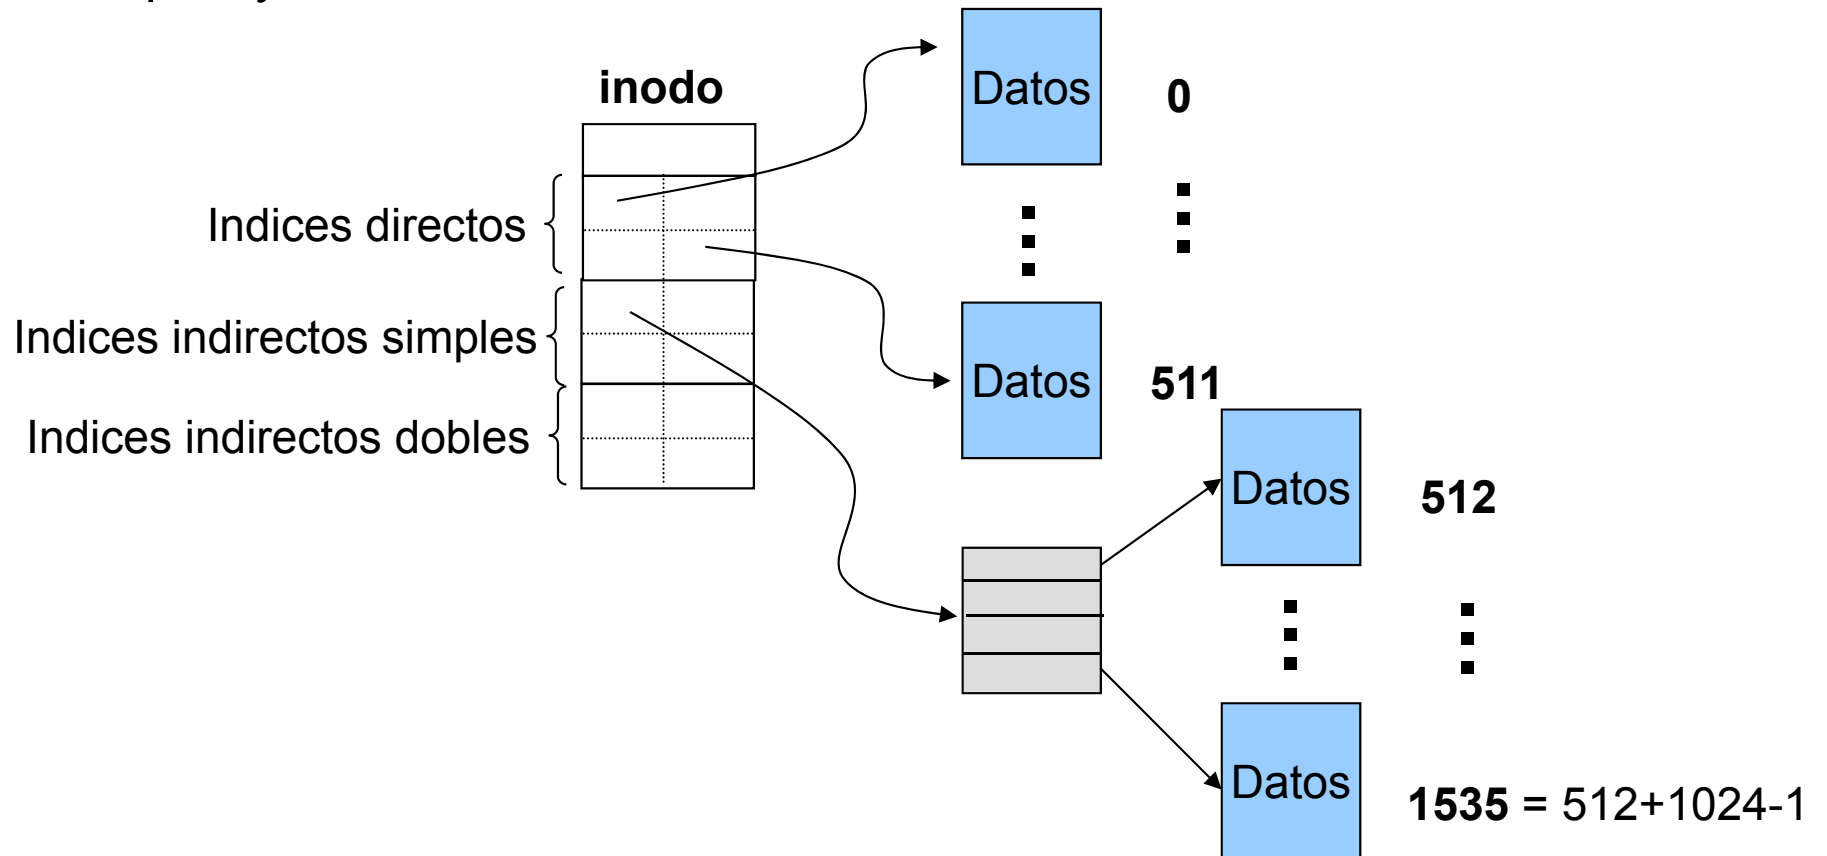 inodo
Datos
0
Indices directos
Indices indirectos simples
Datos
511
Indices indirectos dobles
Datos
512
Datos
1535 = 512+1024-1